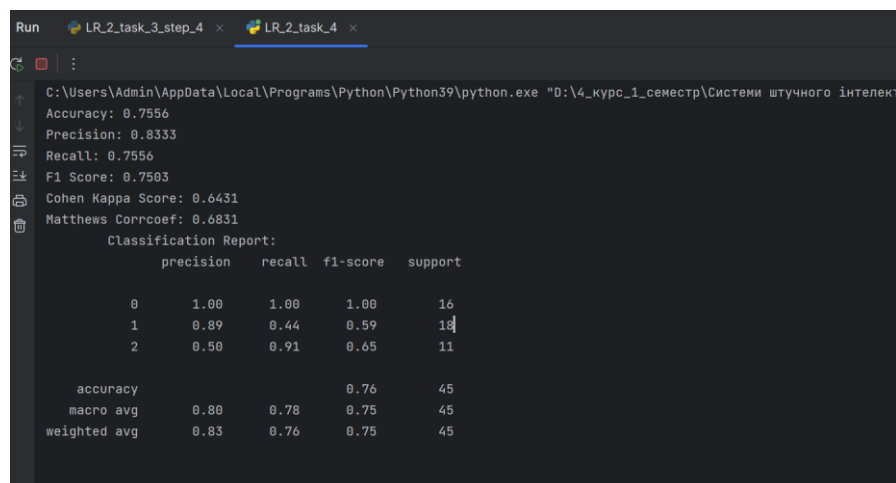 Run LR_2_task_3_step_4 × LR_2_task_4 ×
C:\Users\Admin\AppData\Local\Programs\Python\Python39\python.exe "D:\4_курс_1_семестр\Системи штучного інтелект
Accuracy: 0.7556
Precision: 0.8333
Recall: 0.7556
F1 Score: 0.7503
Cohen Kappa Score: 0.6431
Matthews Corrcoef: 0.6831
Classification Report:
precision recall f1-score support
0 1.00 1.00 1.00 16
1 0.89 0.44 0.59 18
2 0.50 0.91 0.65 11
accuracy 0.76 45
macro avg 0.80 0.78 0.75 45
weighted avg 0.83 0.76 0.75 45